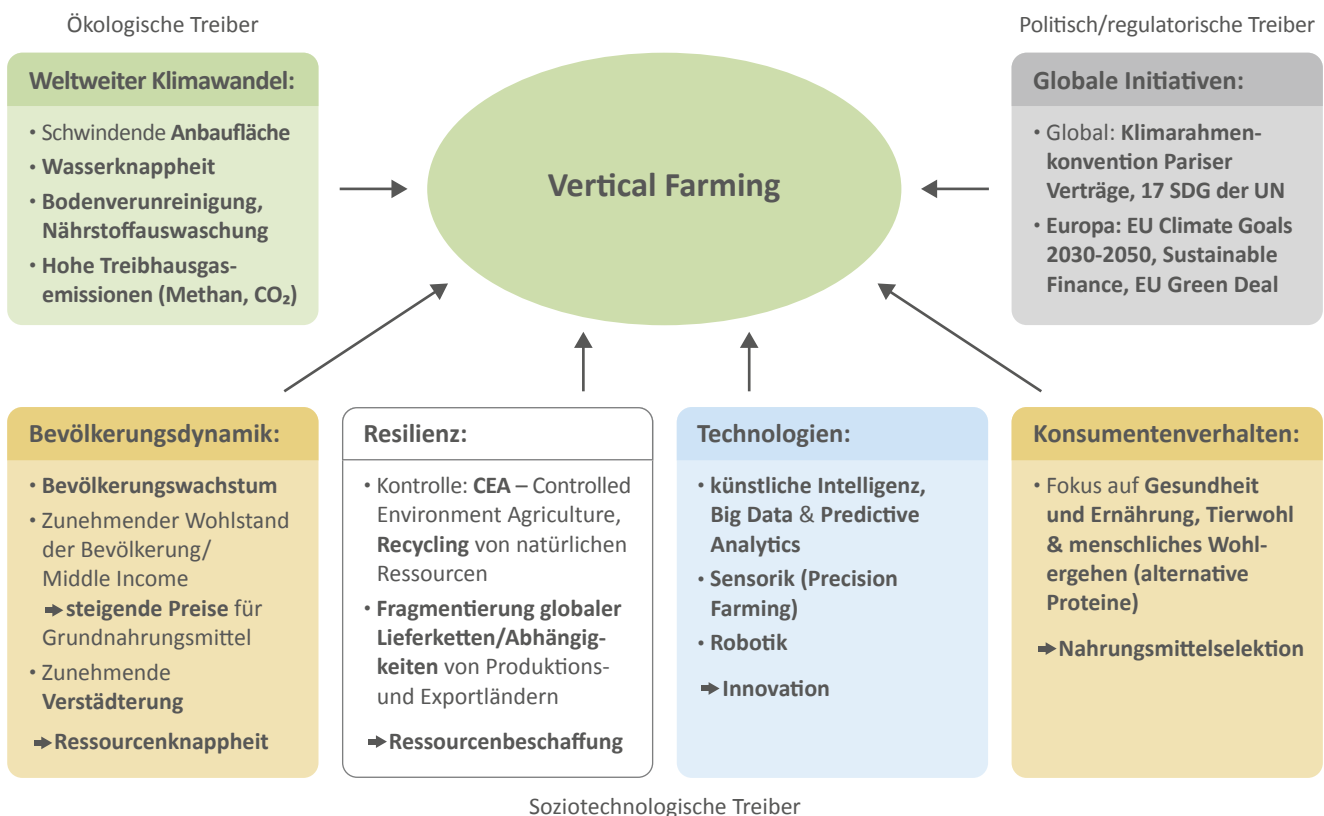 Ökologische Treiber
Politisch/regulatorische Treiber
Weltweiter Klimawandel:
• Schwindende Anbaufläche
• Wasserknappheit
• Bodenverunreinigung,
Nährstoffauswaschung
• Hohe Treibhausgas-
emissionen (Methan, CO₂)
Vertical Farming
Globale Initiativen:
• Global: Klimarahmen-
konvention Pariser
Verträge, 17 SDG der UN
• Europa: EU Climate Goals
2030-2050, Sustainable
Finance, EU Green Deal
Bevölkerungsdynamik:
• Bevölkerungswachstum
• Zunehmender Wohlstand
der Bevölkerung/
Middle Income
➔ steigende Preise für
Grundnahrungsmittel
• Zunehmende
Verstädterung
➔ Ressourcenknappheit
Resilienz:
• Kontrolle: CEA – Controlled
Environment Agriculture,
Recycling von natürlichen
Ressourcen
• Fragmentierung globaler
Lieferketten/Abhängig-
keiten von Produktions-
und Exportländern
➔ Ressourcenbeschaffung
Technologien:
• künstliche Intelligenz,
Big Data & Predictive
Analytics
• Sensorik (Precision
Farming)
• Robotik
➔ Innovation
Konsumentenverhalten:
• Fokus auf Gesundheit
und Ernährung, Tierwohl
& menschliches Wohl-
ergehen (alternative
Proteine)
➔ Nahrungsmittelselektion
Soziotechnologische Treiber